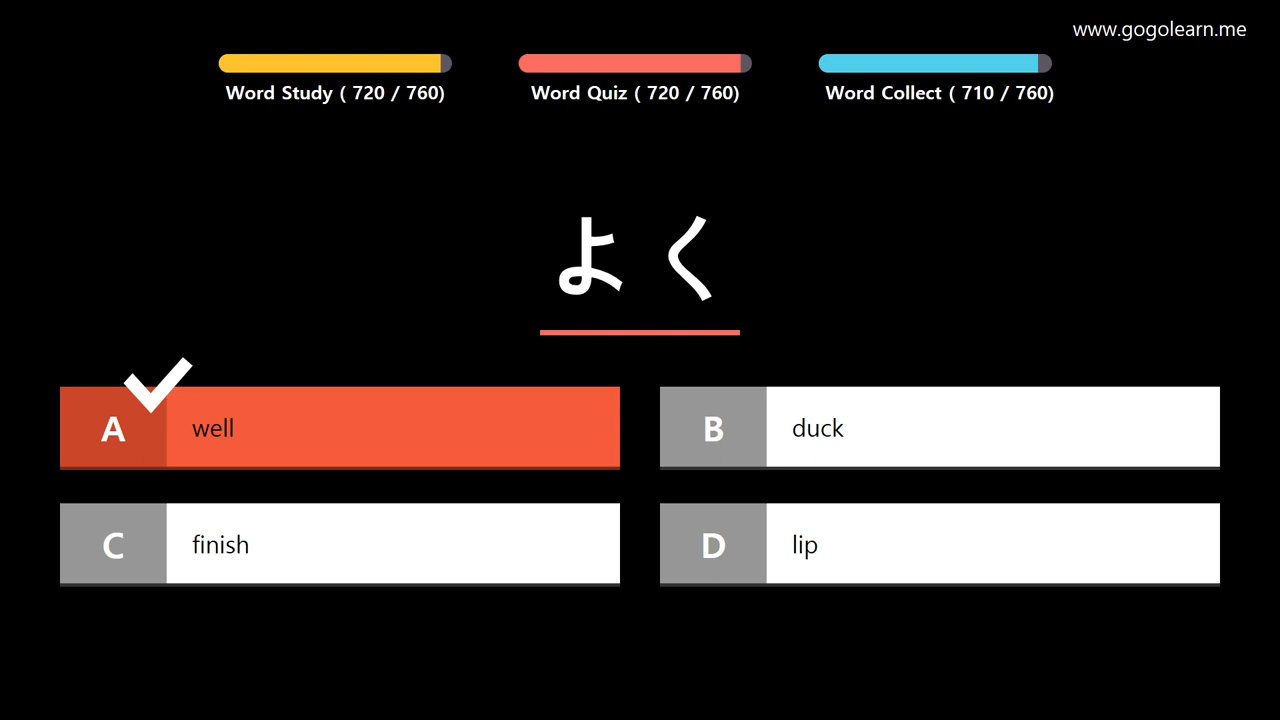 www.gogolearn.me
Word Study ( 720 / 760)
Word Quiz ( 720 / 760)
Word Collect ( 710 / 760)
よく
A well
B duck
C finish
D lip